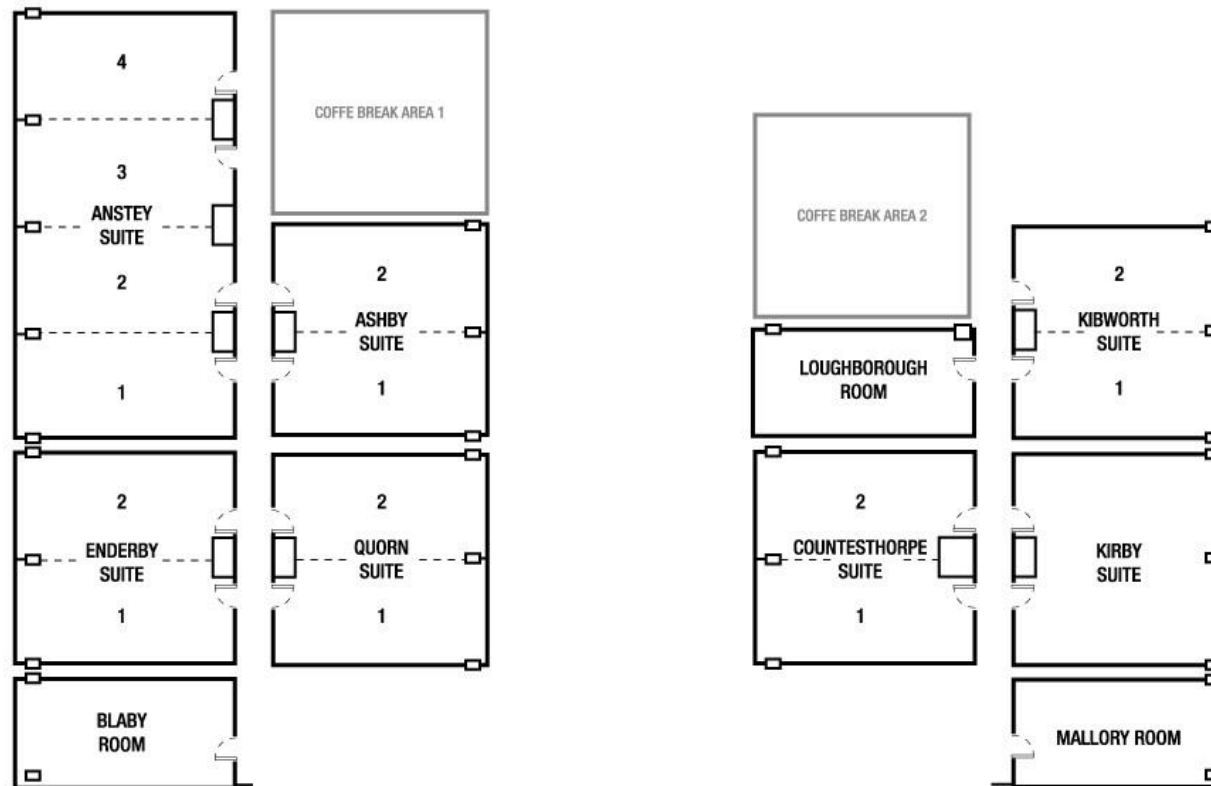 4
3
ANSTEY
SUITE
2
1
COFFE BREAK AREA 1
2
ASHBY
SUITE
1
2
ENDERBY
SUITE
1
2
QUORN
SUITE
1
BLABY
ROOM
COFFE BREAK AREA 2
LOUGHBOROUGH
ROOM
2
KIBWORTH
SUITE
1
2
COUNTESTHORPE
SUITE
1
KIRBY
SUITE
MALLORY ROOM